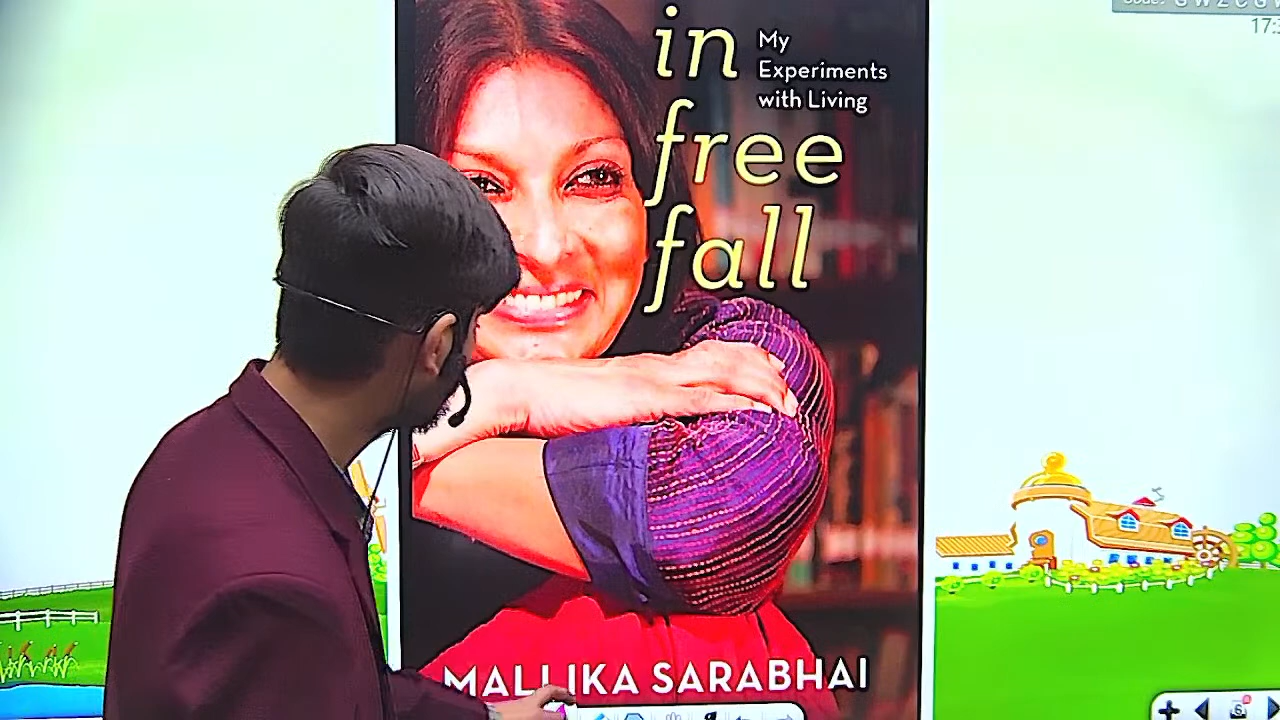 in
My
Experiments
with Living
free
fall
MALLIKA SARABHAI